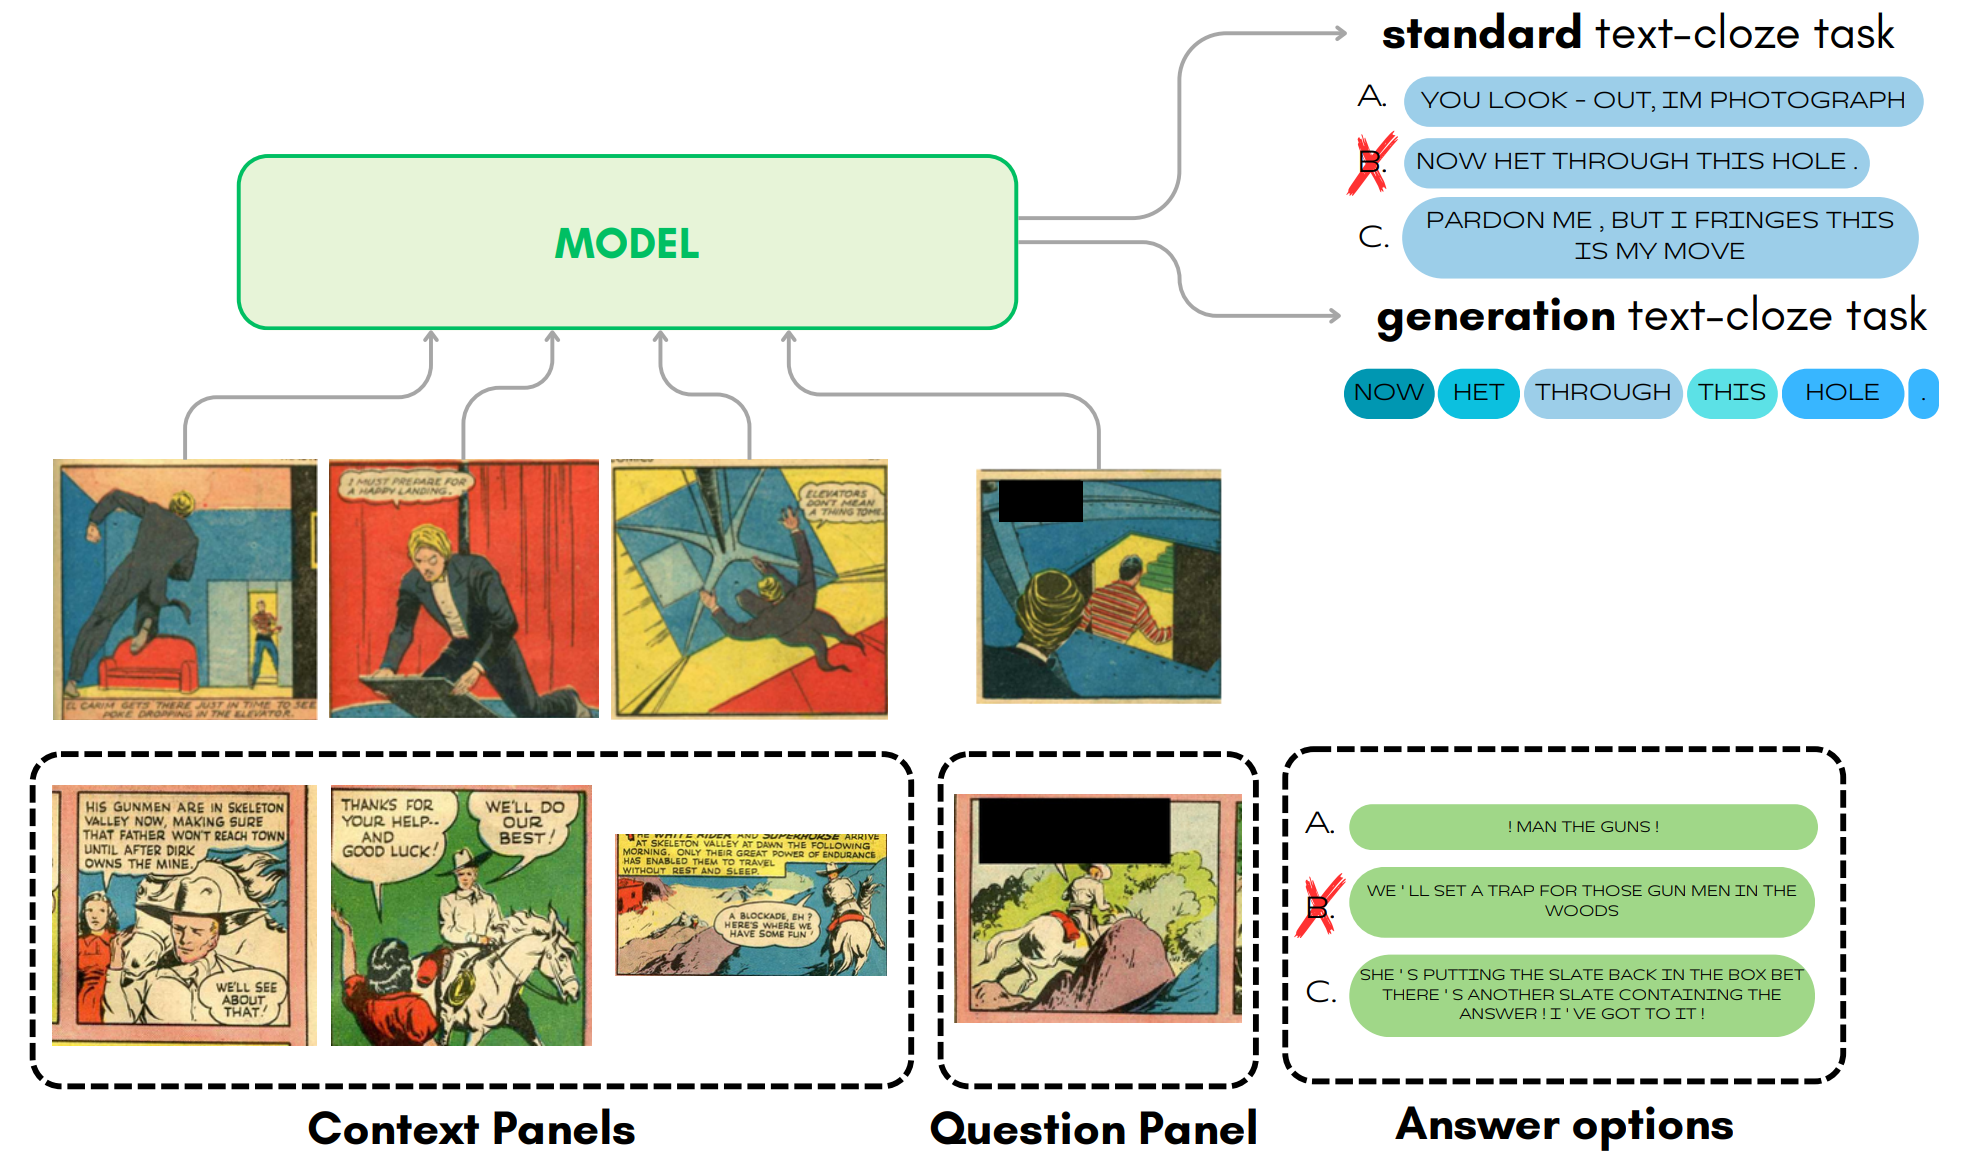 standard text-cloze task
A. YOU LOOK - OUT, IM PHOTOGRAPH
B. NOW HET THROUGH THIS HOLE .
C. PARDON ME , BUT I FRINGES THIS
IS MY MOVE
MODEL
generation text-cloze task
NOW HET THROUGH THIS HOLE .
EL CARIM GETS THERE JUST IN TIME TO SEE
POKE DROPPING IN THE ELEVATOR.
I MUST PREPARE FOR
A HAPPY LANDING.
ELEVATORS
DON'T MEAN
A THING TO ME.
HIS GUNMEN ARE IN SKELETON
VALLEY NOW, MAKING SURE
THAT FATHER WON'T REACH TOWN
UNTIL AFTER DIRK
OWNS THE MINE.
WE'LL SEE
ABOUT
THAT!
THANKS FOR
YOUR HELP--
AND
GOOD LUCK!
WE'LL DO
OUR
BEST!
THE WHITE RIDER AND SUPERHORSE ARRIVE
AT SKELETON VALLEY AT DAWN THE FOLLOWING
MORNING. ONLY THEIR GREAT POWER OF ENDURANCE
HAS ENABLED THEM TO TRAVEL
WITHOUT REST AND SLEEP.
A BLOCKADE, EH?
HERE'S WHERE WE
HAVE SOME FUN
A. ! MAN THE GUNS !
B. WE ' LL SET A TRAP FOR THOSE GUN MEN IN THE
WOODS
C. SHE ' S PUTTING THE SLATE BACK IN THE BOX BET
THERE ' S ANOTHER SLATE CONTAINING THE
ANSWER ! I ' VE GOT TO IT !
Context Panels
Question Panel
Answer options